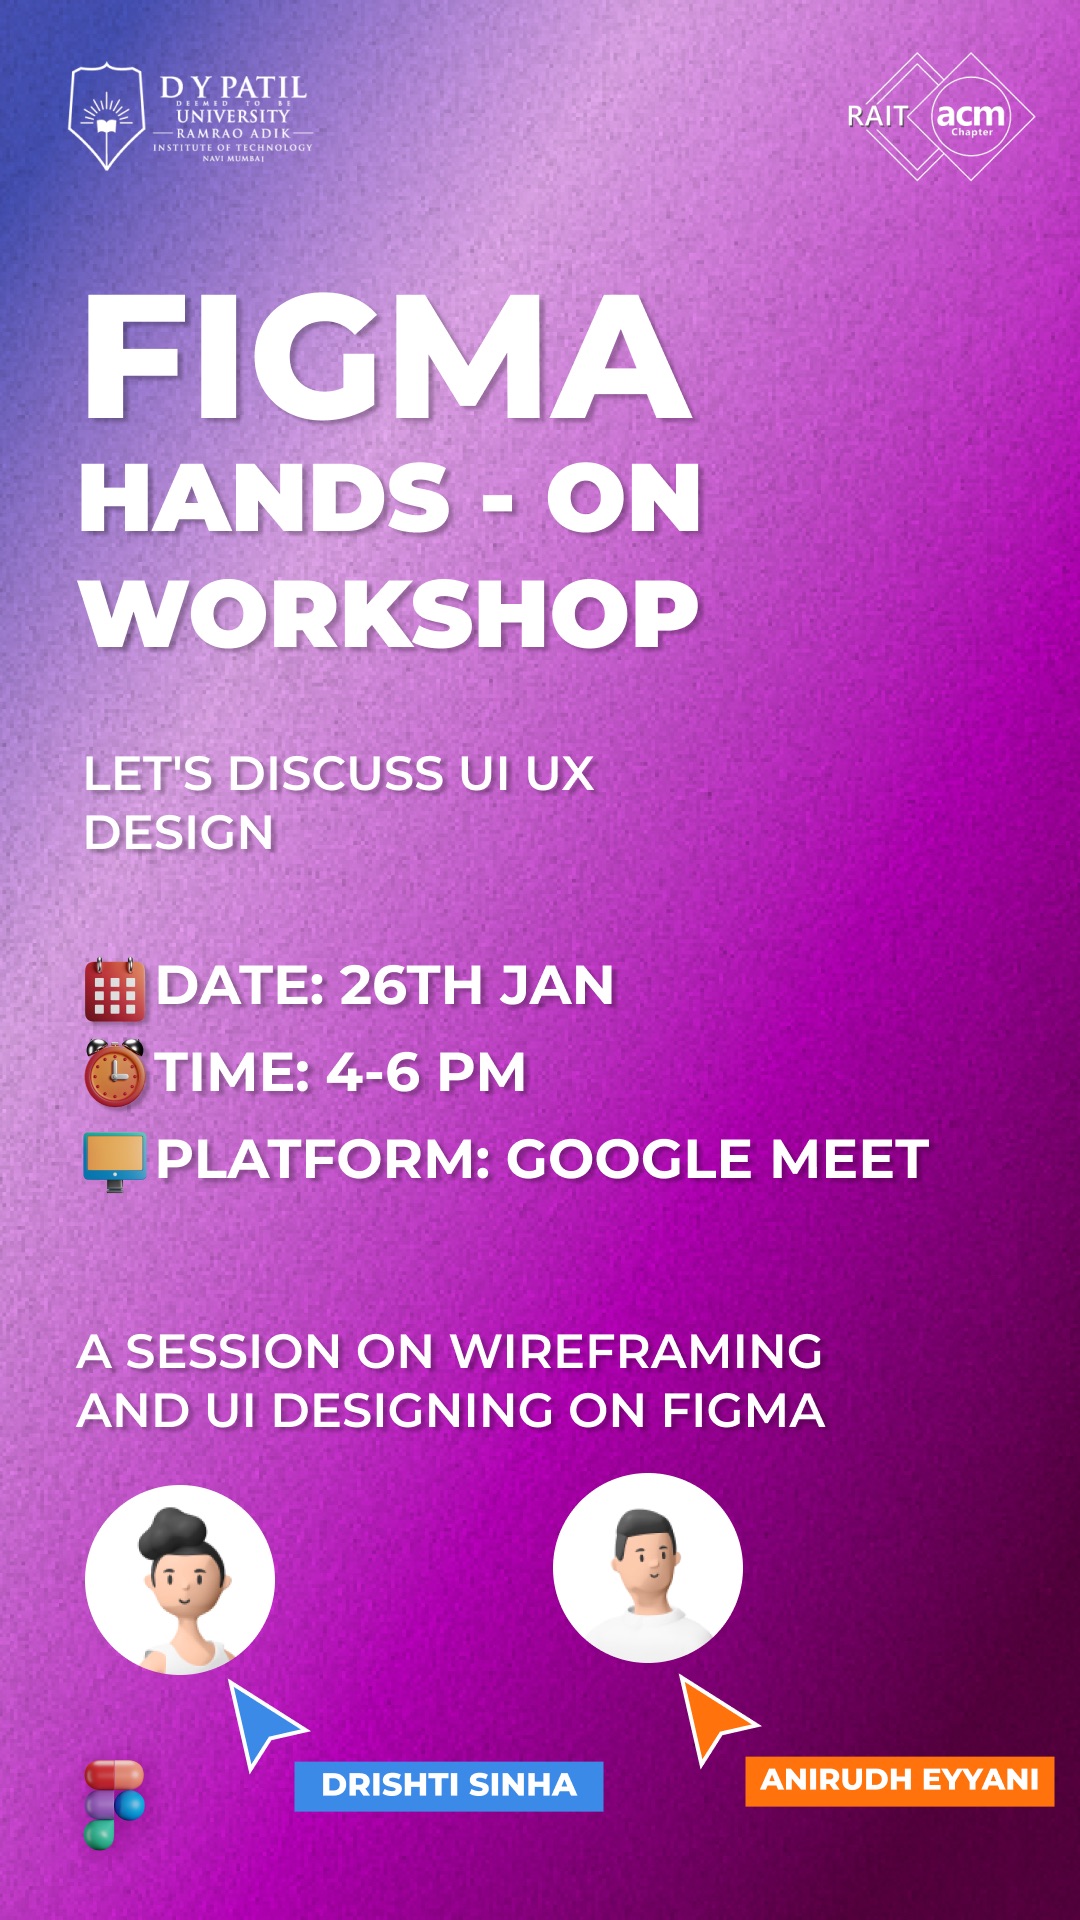 D Y PATIL
DEEMED TO BE
UNIVERSITY
RAMRAO ADIK
INSTITUTE OF TECHNOLOGY
NAVI MUMBAI
RAIT
acm
Chapter
FIGMA
HANDS - ON
WORKSHOP
LET'S DISCUSS UI UX
DESIGN
DATE: 26TH JAN
TIME: 4-6 PM
PLATFORM: GOOGLE MEET
A SESSION ON WIREFRAMING
AND UI DESIGNING ON FIGMA
DRISHTI SINHA
ANIRUDH EYYANI